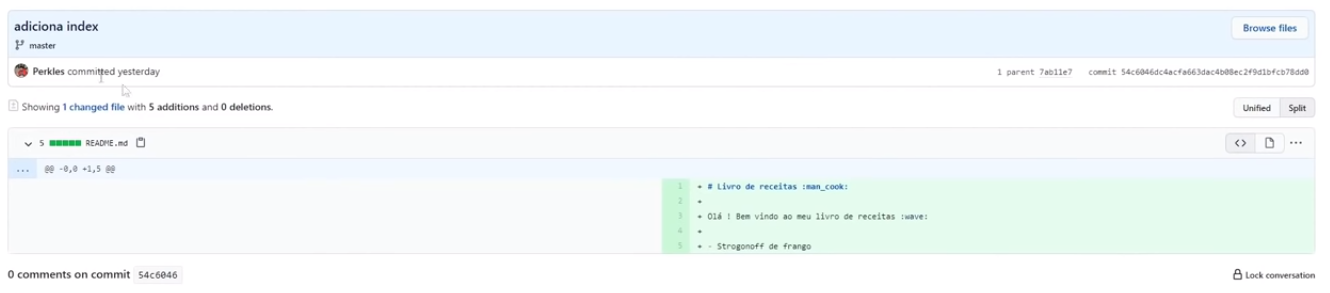 adiciona index
Browse files
master
Perkles committed yesterday
1 parent 7ab11e7 commit 54c6046dc4acfa663dac4b08ec2f9d1bfcb78dd0
Showing 1 changed file with 5 additions and 0 deletions.
Unified Split
5 README.md
... @@ -0,0 +1,5 @@
1 + # Livro de receitas :man_cook:
2 +
3 + Olá ! Bem vindo ao meu livro de receitas :wave:
4 +
5 + - Strogonoff de frango
0 comments on commit 54c6046
Lock conversation